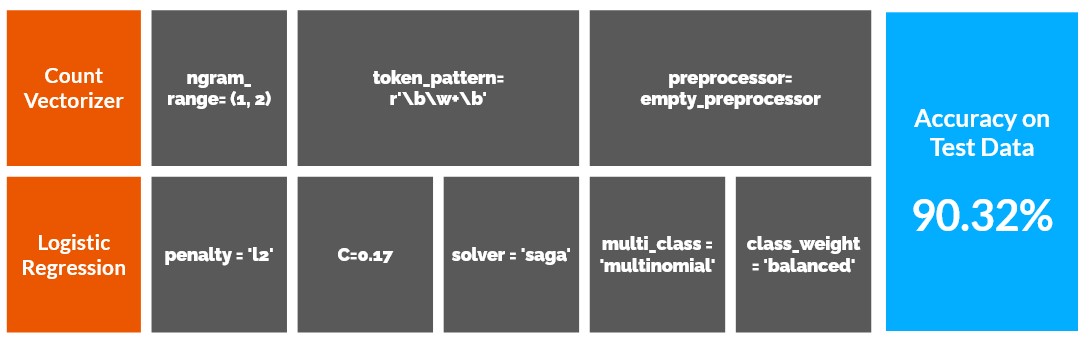 Count
Vectorizer
ngram_
range= (1, 2)
token_pattern=
r'\b\w+\b'
preprocessor=
empty_preprocessor
Accuracy on
Test Data
90.32%
Logistic
Regression
penalty = 'l2'
C=0.17
solver = 'saga'
multi_class =
'multinomial'
class_weight
= 'balanced'